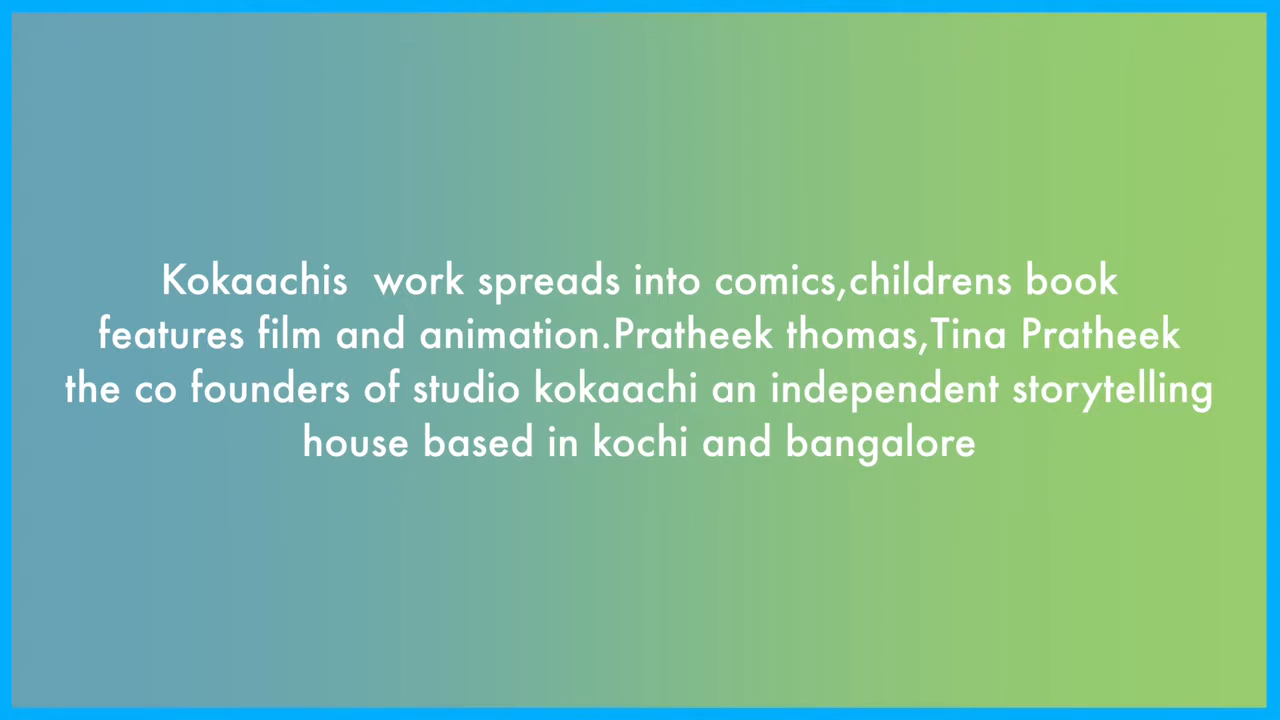 Kokaachis  work spreads into comics,childrens book
features film and animation.Pratheek thomas,Tina Pratheek
the co founders of studio kokaachi an independent storytelling
house based in kochi and bangalore